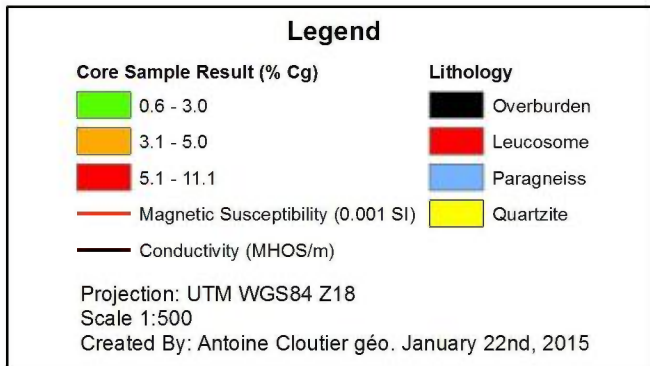 Legend
Core Sample Result (% Cg)
0.6 - 3.0
3.1 - 5.0
5.1 - 11.1
Magnetic Susceptibility (0.001 SI)
Conductivity (MHOS/m)
Lithology
Overburden
Leucosome
Paragneiss
Quartzite
Projection: UTM WGS84 Z18
Scale 1:500
Created By: Antoine Cloutier géo. January 22nd, 2015